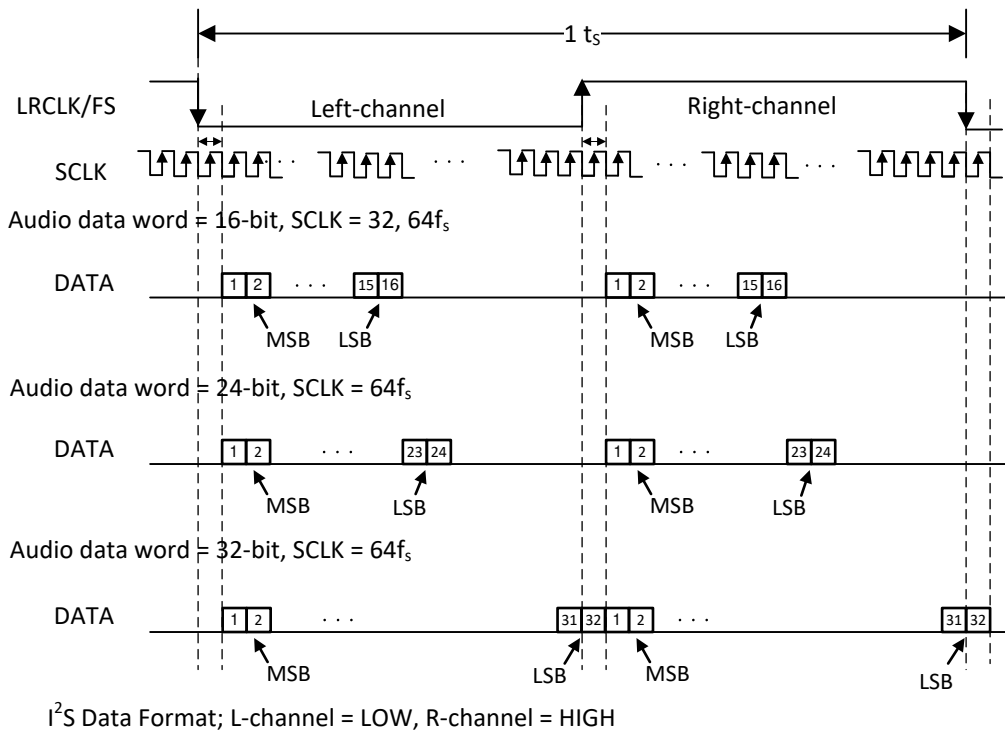 1 tₛ
LRCLK/FS Left-channel Right-channel
SCLK · · · · · · · · · · · ·
Audio data word = 16-bit, SCLK = 32, 64fₛ
DATA 1 2 · · · 15 16 1 2 · · · 15 16
MSB LSB MSB LSB
Audio data word = 24-bit, SCLK = 64fₛ
DATA 1 2 · · · 23 24 1 2 · · · 23 24
MSB LSB MSB LSB
Audio data word = 32-bit, SCLK = 64fₛ
DATA 1 2 · · · 31 32 1 2 · · · 31 32
MSB LSB MSB LSB
I²S Data Format; L-channel = LOW, R-channel = HIGH